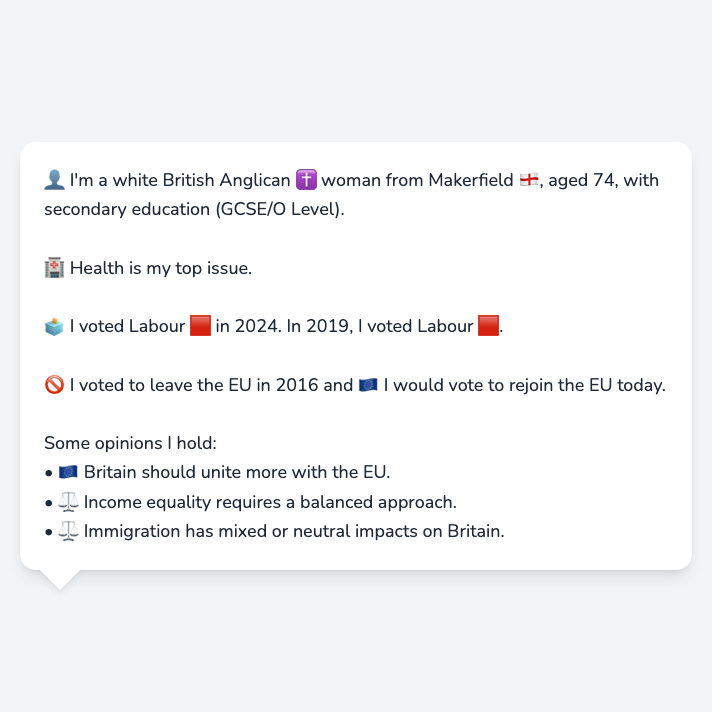 👤 I'm a white British Anglican ✝️ woman from Makerfield 🏴󠁧󠁢󠁥󠁮󠁧󠁿, aged 74, with
secondary education (GCSE/O Level).
🏥 Health is my top issue.
🗳️ I voted Labour 🟥 in 2024. In 2019, I voted Labour 🟥.
🚫 I voted to leave the EU in 2016 and 🇪🇺 I would vote to rejoin the EU today.
Some opinions I hold:
• 🇪🇺 Britain should unite more with the EU.
• ⚖️ Income equality requires a balanced approach.
• ⚖️ Immigration has mixed or neutral impacts on Britain.